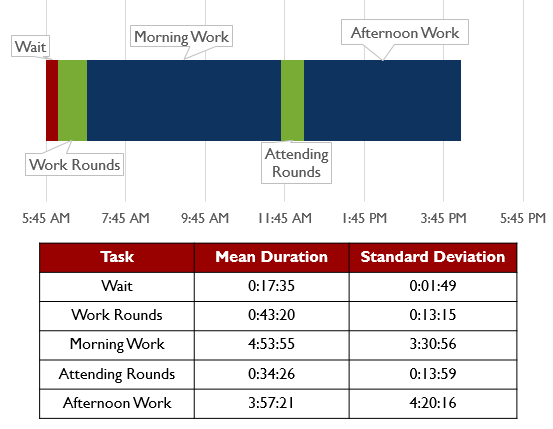 Afternoon Work
Morning Work
Wait
Work Rounds
Attending
Rounds
5:45 AM 7:45 AM 9:45 AM 11:45 AM 1:45 PM 3:45 PM 5:45 PM
Task Mean Duration Standard Deviation
Wait 0:17:35 0:01:49
Work Rounds 0:43:20 0:13:15
Morning Work 4:53:55 3:30:56
Attending Rounds 0:34:26 0:13:59
Afternoon Work 3:57:21 4:20:16